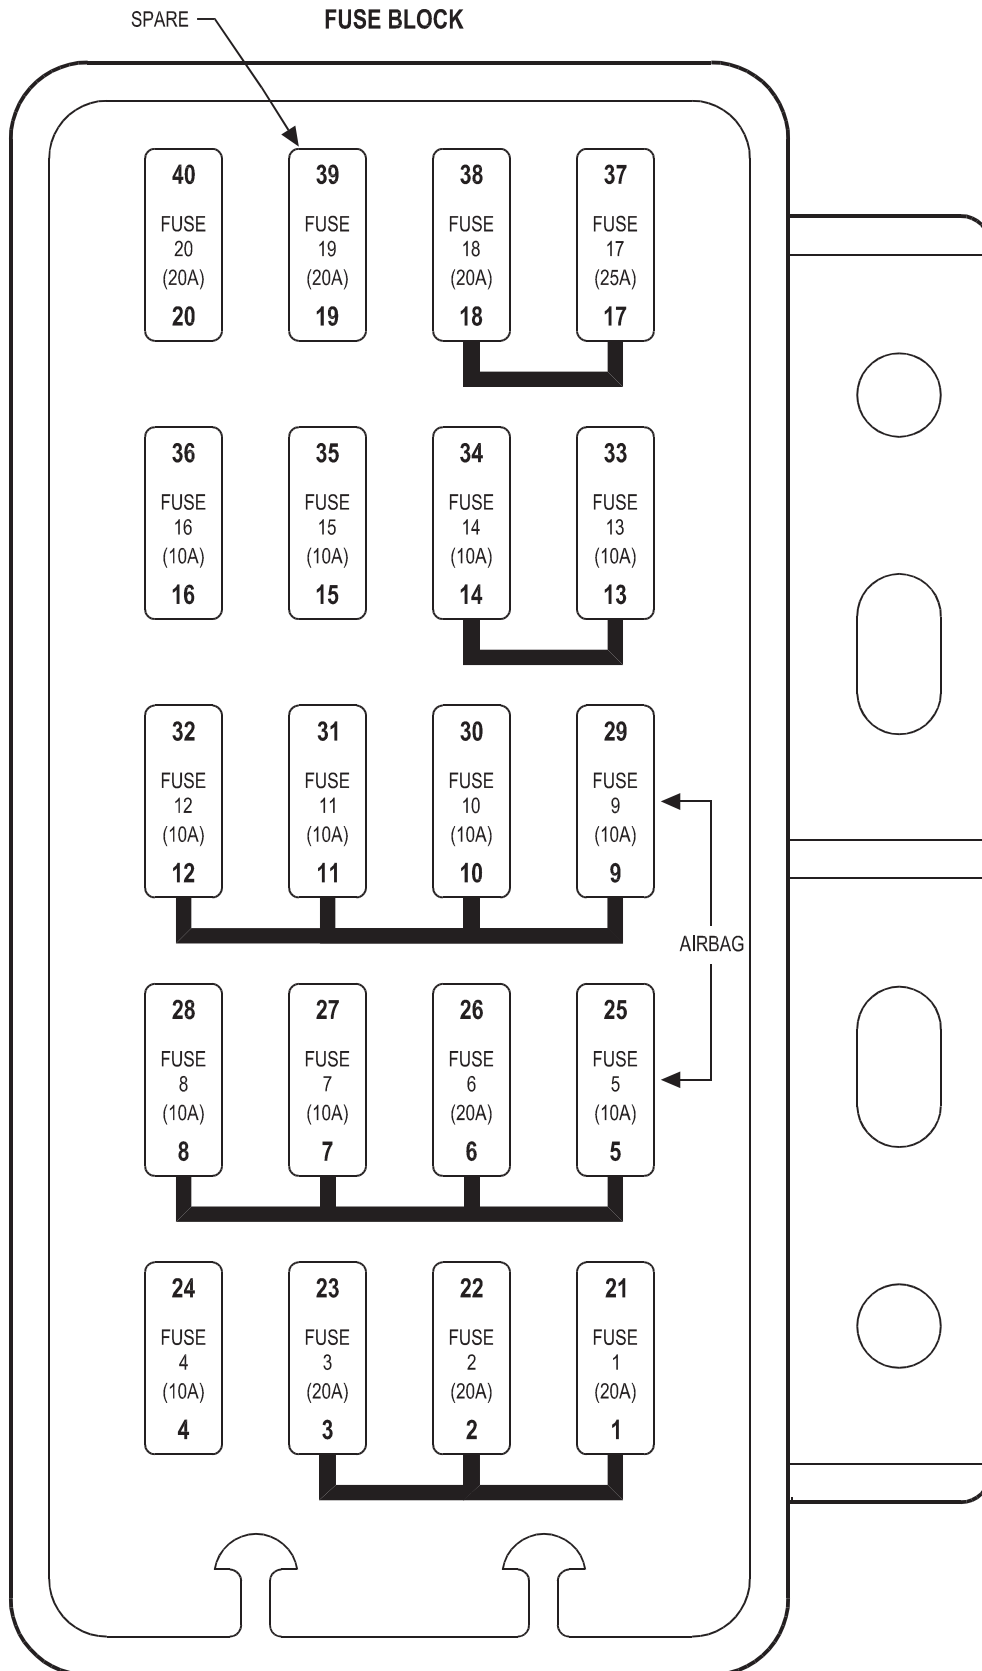 SPARE
FUSE BLOCK
40 39 38 37
FUSE FUSE FUSE FUSE
20 19 18 17
(20A) (20A) (20A) (25A)
20 19 18 17
36 35 34 33
FUSE FUSE FUSE FUSE
16 15 14 13
(10A) (10A) (10A) (10A)
16 15 14 13
32 31 30 29
FUSE FUSE FUSE FUSE
12 11 10 9
(10A) (10A) (10A) (10A)
12 11 10 9
AIRBAG
28 27 26 25
FUSE FUSE FUSE FUSE
8 7 6 5
(10A) (10A) (20A) (10A)
8 7 6 5
24 23 22 21
FUSE FUSE FUSE FUSE
4 3 2 1
(10A) (20A) (20A) (20A)
4 3 2 1